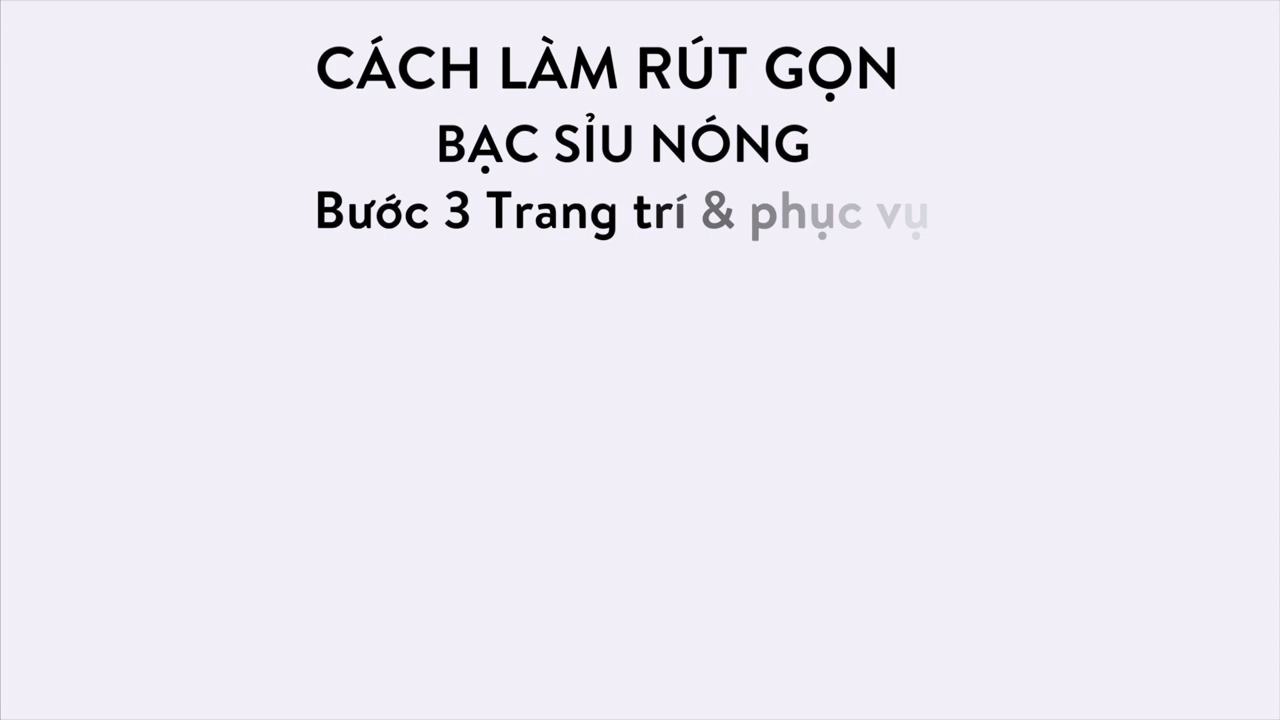 CÁCH LÀM RÚT GỌN
BẠC SỈU NÓNG
Bước 3 Trang trí & phục vụ